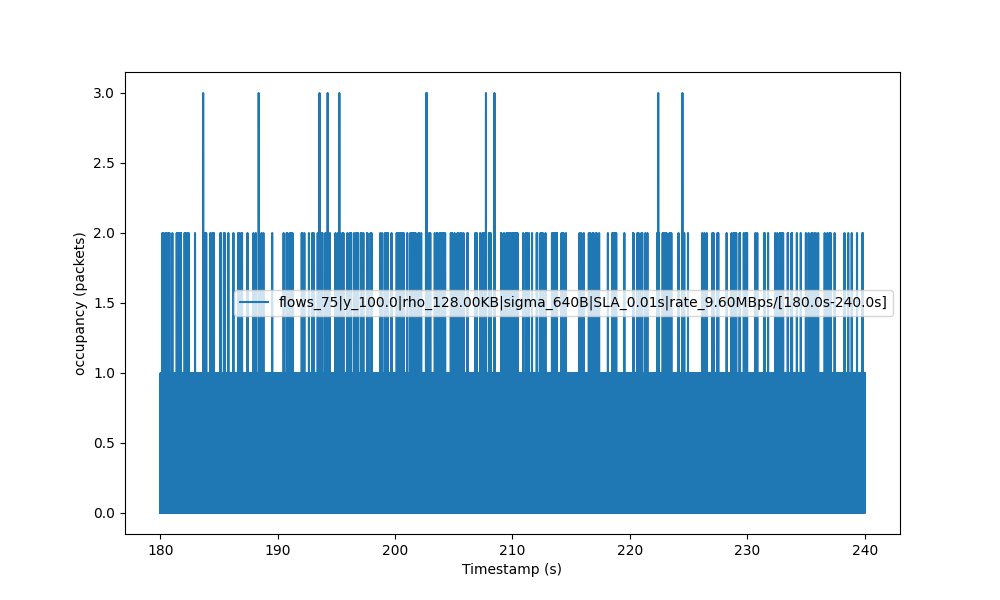 3.0
2.5
2.0
1.5
1.0
0.5
0.0
occupancy (packets)
flows_75|y_100.0|rho_128.00KB|sigma_640B|SLA_0.01s|rate_9.60MBps/[180.0s-240.0s]
180 190 200 210 220 230 240
Timestamp (s)